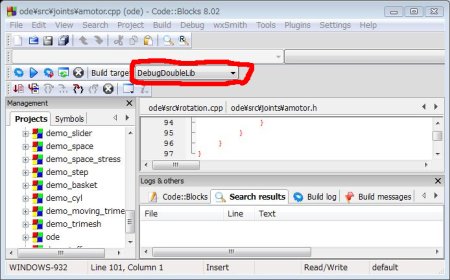 ode¥src¥joints¥amotor.cpp (ode) - Code::Blocks 8.02
File Edit View Search Project Build Debug wxSmith Tools Plugins Settings Help
Build target: DebugDoubleLib
Management
Projects Symbols
demo_slider
demo_space
demo_space_stress
demo_step
demo_basket
demo_cyl
demo_moving_trime
demo_trimesh
ode
ode¥src¥rotation.cpp ode¥src¥joints¥amotor.h
94 }
95 }
96 }
97 }
Logs & others
Code::Blocks Search results Build log Build messages
File Line Text
WINDOWS-932 Line 101, Column 1 Insert Read/Write default